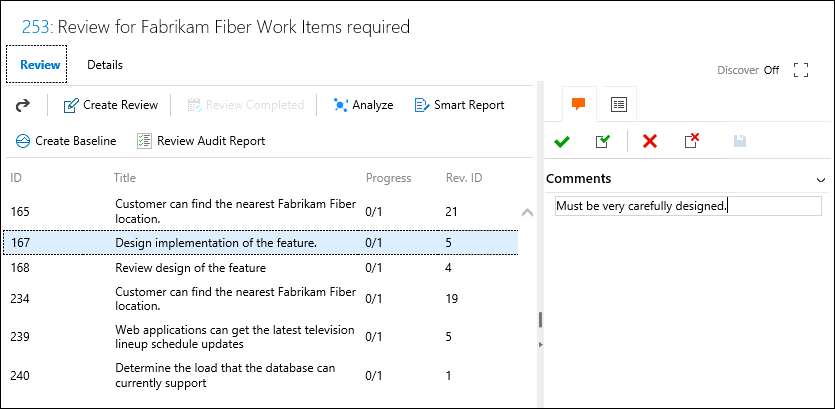 253: Review for Fabrikam Fiber Work Items required
Review Details
Discover Off
Create Review Review Completed Analyze Smart Report
Create Baseline Review Audit Report
ID Title Progress Rev. ID
165 Customer can find the nearest Fabrikam Fiber location. 0/1 21
167 Design implementation of the feature. 0/1 5
168 Review design of the feature 0/1 4
234 Customer can find the nearest Fabrikam Fiber location. 0/1 19
239 Web applications can get the latest television lineup schedule updates 0/1 5
240 Determine the load that the database can currently support 0/1 1
Comments
Must be very carefully designed.